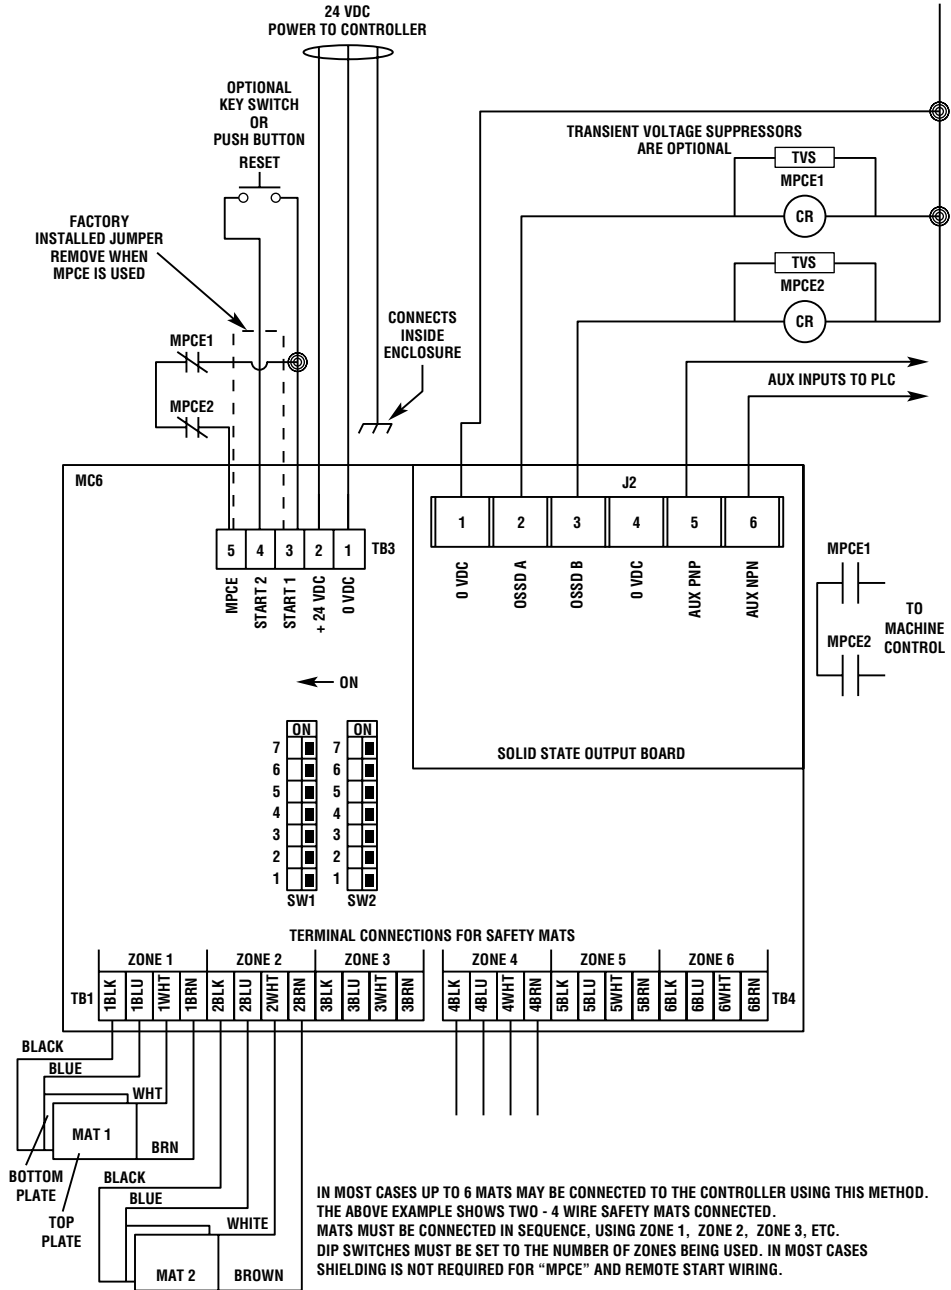 24 VDC
POWER TO CONTROLLER
OPTIONAL
KEY SWITCH
OR
PUSH BUTTON
RESET
TRANSIENT VOLTAGE SUPPRESSORS
ARE OPTIONAL
TVS
MPCE1
CR
TVS
MPCE2
CR
FACTORY
INSTALLED JUMPER
REMOVE WHEN
MPCE IS USED
CONNECTS
INSIDE
ENCLOSURE
MPCE1
MPCE2
AUX INPUTS TO PLC
MC6
J2
1 2 3 4 5 6
0 VDC
OSSD A
OSSD B
0 VDC
AUX PNP
AUX NPN
5 4 3 2 1
TB3
MPCE
START 2
START 1
+ 24 VDC
0 VDC
MPCE1
MPCE2
TO
MACHINE
CONTROL
ON
SOLID STATE OUTPUT BOARD
ON
7
6
5
4
3
2
1
SW1
ON
7
6
5
4
3
2
1
SW2
TERMINAL CONNECTIONS FOR SAFETY MATS
ZONE 1 ZONE 2 ZONE 3 ZONE 4 ZONE 5 ZONE 6
TB1
1BLK
1BLU
1WHT
1BRN
2BLK
2BLU
2WHT
2BRN
3BLK
3BLU
3WHT
3BRN
4BLK
4BLU
4WHT
4BRN
5BLK
5BLU
5WHT
5BRN
6BLK
6BLU
6WHT
6BRN
TB4
BLACK
BLUE
WHT
MAT 1
BRN
BOTTOM
PLATE
TOP
PLATE
BLACK
BLUE
WHITE
MAT 2
BROWN
IN MOST CASES UP TO 6 MATS MAY BE CONNECTED TO THE CONTROLLER USING THIS METHOD.
THE ABOVE EXAMPLE SHOWS TWO - 4 WIRE SAFETY MATS CONNECTED.
MATS MUST BE CONNECTED IN SEQUENCE, USING ZONE 1, ZONE 2, ZONE 3, ETC.
DIP SWITCHES MUST BE SET TO THE NUMBER OF ZONES BEING USED. IN MOST CASES
SHIELDING IS NOT REQUIRED FOR “MPCE” AND REMOTE START WIRING.